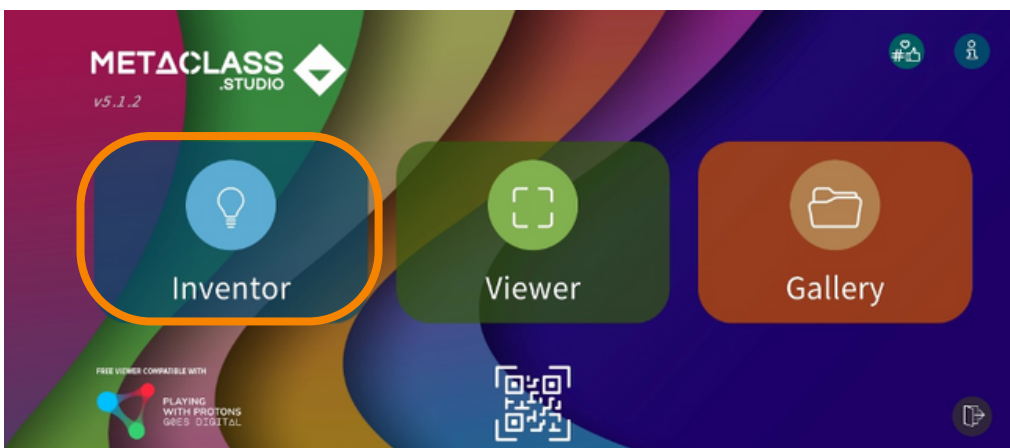 METACLASS
.STUDIO
v5.1.2
Inventor
Viewer
Gallery
FREE VIEWER COMPATIBLE WITH
PLAYING
WITH PROTONS
GOES DIGITAL